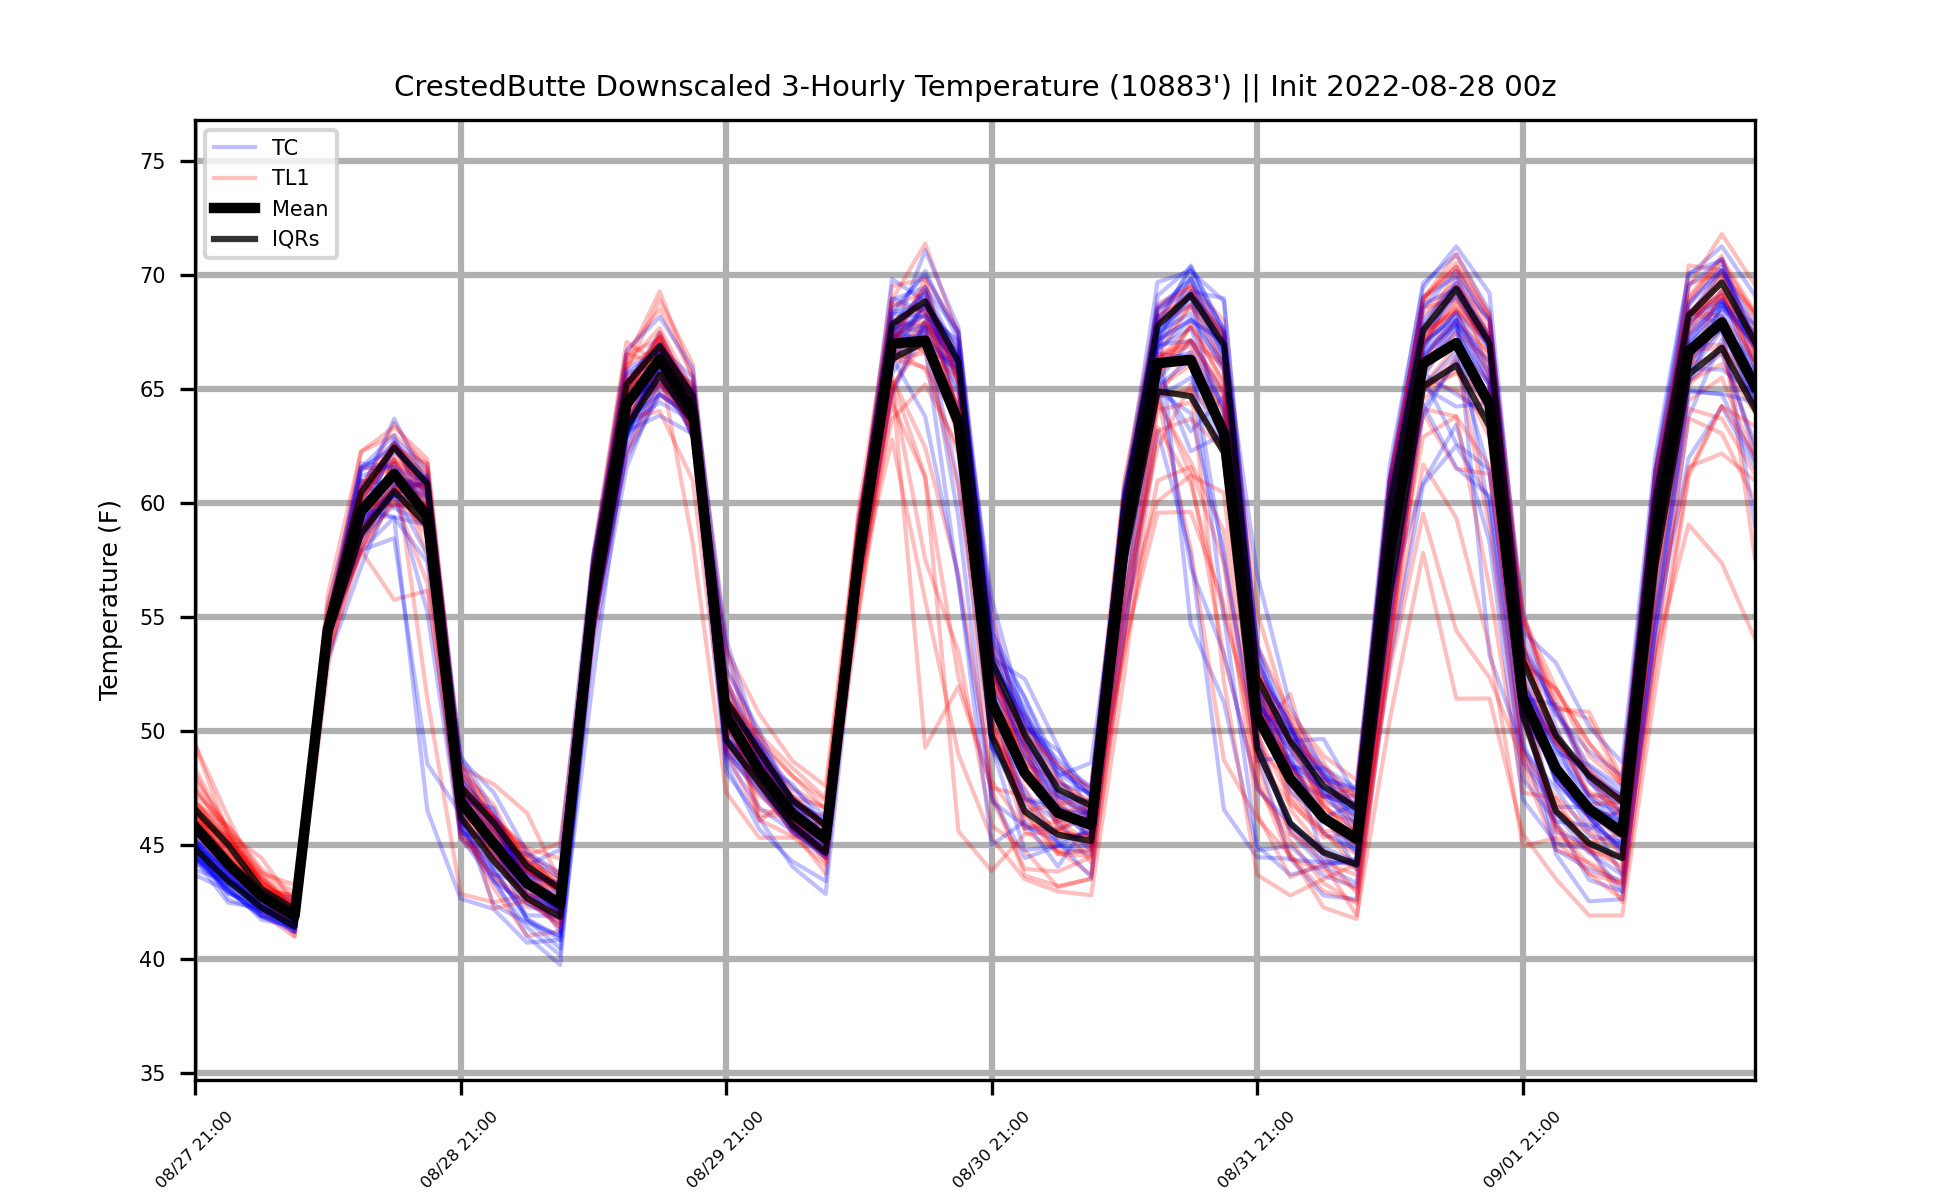 CrestedButte Downscaled 3-Hourly Temperature (10883') || Init 2022-08-28 00z
TC
TL1
Mean
IQRs
Temperature (F)
75
70
65
60
55
50
45
40
35
08/27 21:00
08/28 21:00
08/29 21:00
08/30 21:00
08/31 21:00
09/01 21:00